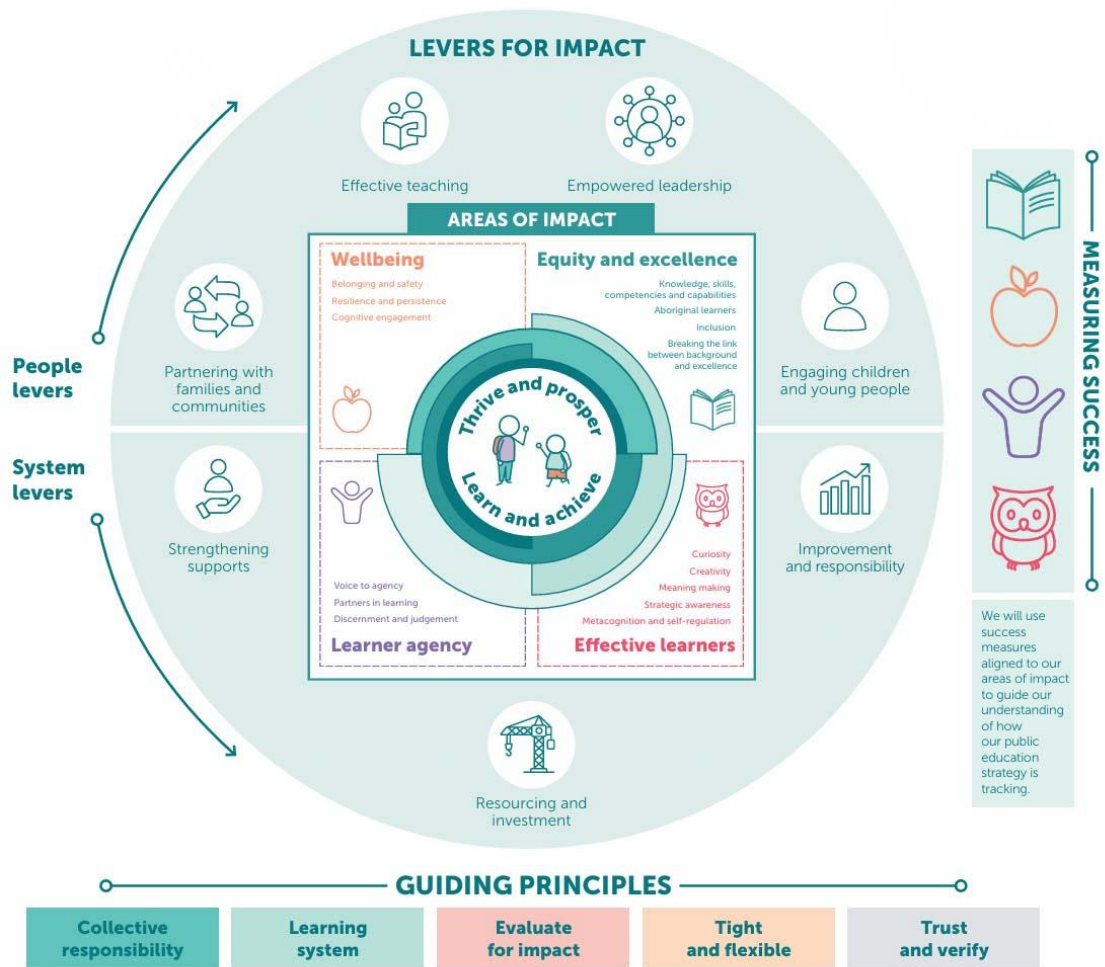 LEVERS FOR IMPACT
Effective teaching
Empowered leadership
AREAS OF IMPACT
Wellbeing
Belonging and safety
Resilience and persistence
Cognitive engagement
Equity and excellence
Knowledge, skills,
competencies and capabilities
Aboriginal learners
Inclusion
Breaking the link
between background
and excellence
People
levers
Partnering with
families and
communities
Engaging children
and young people
Thrive and prosper
Learn and achieve
System
levers
Strengthening
supports
Improvement
and responsibility
Voice to agency
Partners in learning
Discernment and judgement
Learner agency
Curiosity
Creativity
Meaning making
Strategic awareness
Metacognition and self-regulation
Effective learners
Resourcing and
investment
MEASURING SUCCESS
We will use
success
measures
aligned to our
areas of impact
to guide our
understanding
of how
our public
education
strategy is
tracking.
GUIDING PRINCIPLES
Collective
responsibility
Learning
system
Evaluate
for impact
Tight
and flexible
Trust
and verify